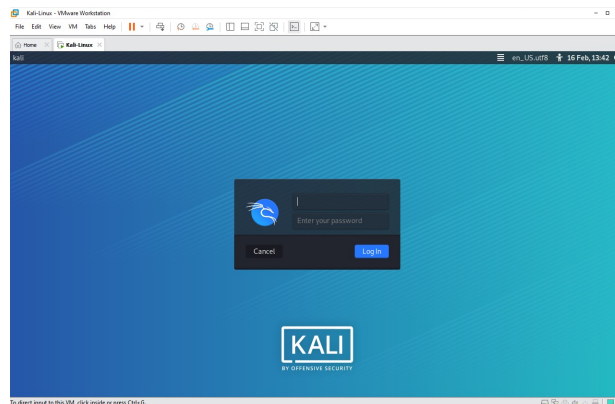 Kali-Linux - VMware Workstation
File Edit View VM Tabs Help
Home Kali-Linux
kali en_US.utf8 16 Feb, 13:42
Enter your password
Cancel Log In
KALI
BY OFFENSIVE SECURITY
To direct input to this VM, click inside or press Ctrl+G.